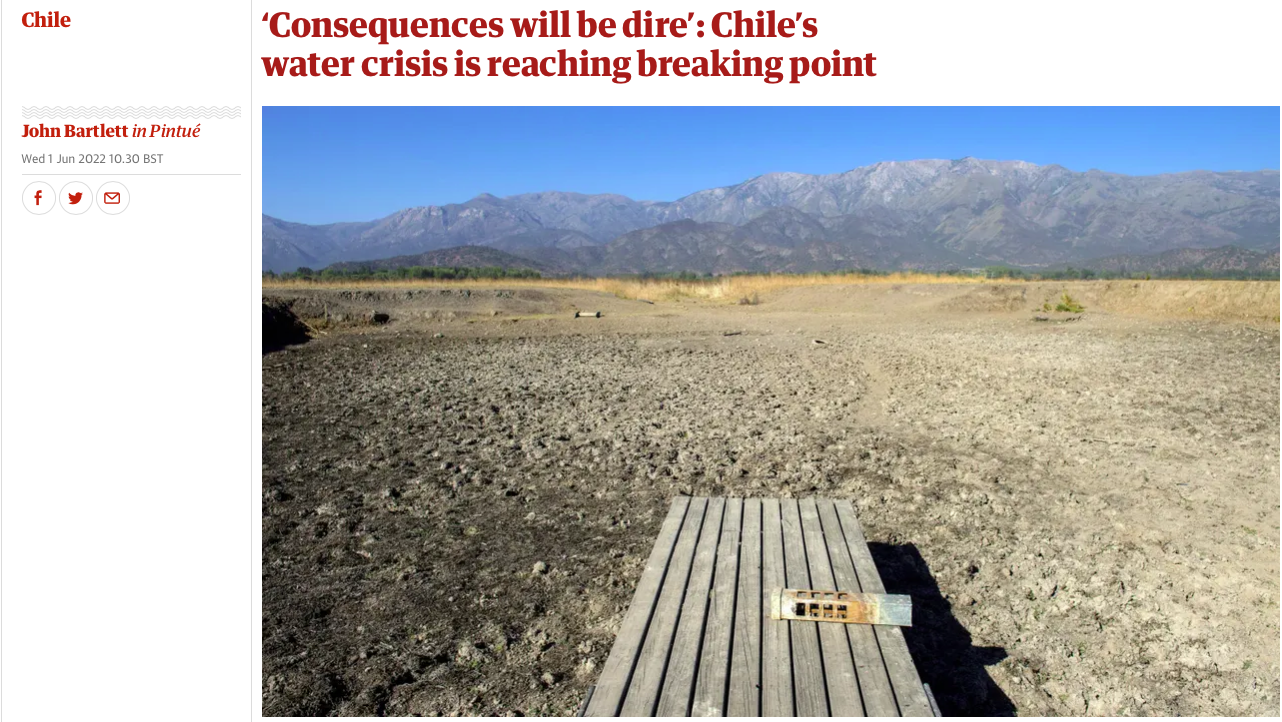 Chile
‘Consequences will be dire’: Chile’s
water crisis is reaching breaking point
John Bartlett in Pintué
Wed 1 Jun 2022 10.30 BST